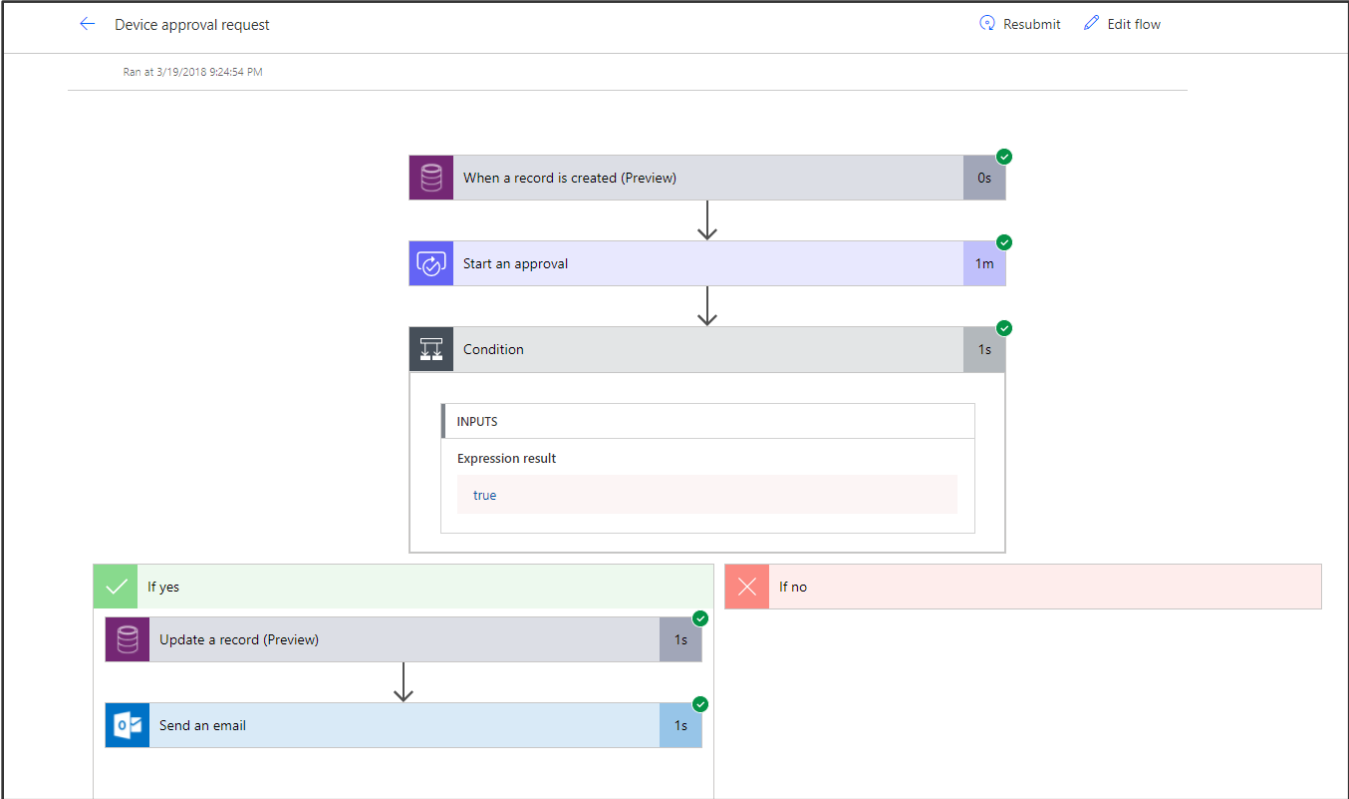 Device approval request
Resubmit
Edit flow
Ran at 3/19/2018 9:24:54 PM
When a record is created (Preview)
0s
Start an approval
1m
Condition
1s
INPUTS
Expression result
true
If yes
If no
Update a record (Preview)
1s
Send an email
1s